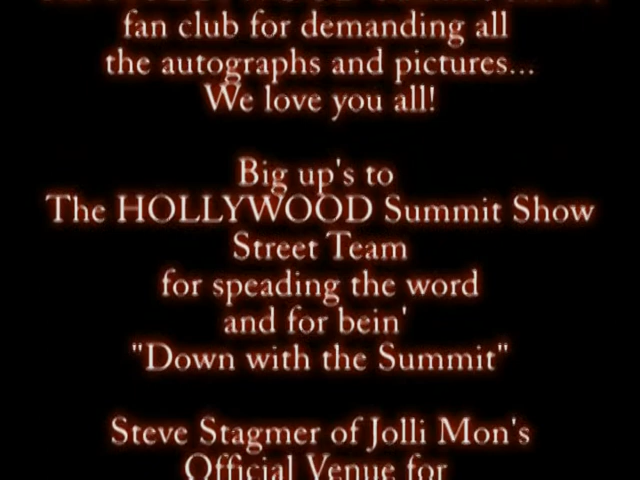 fan club for demanding all
the autographs and pictures...
We love you all!
Big up's to
The HOLLYWOOD Summit Show
Street Team
for speading the word
and for bein'
"Down with the Summit"
Steve Stagmer of Jolli Mon's
Official Venue for